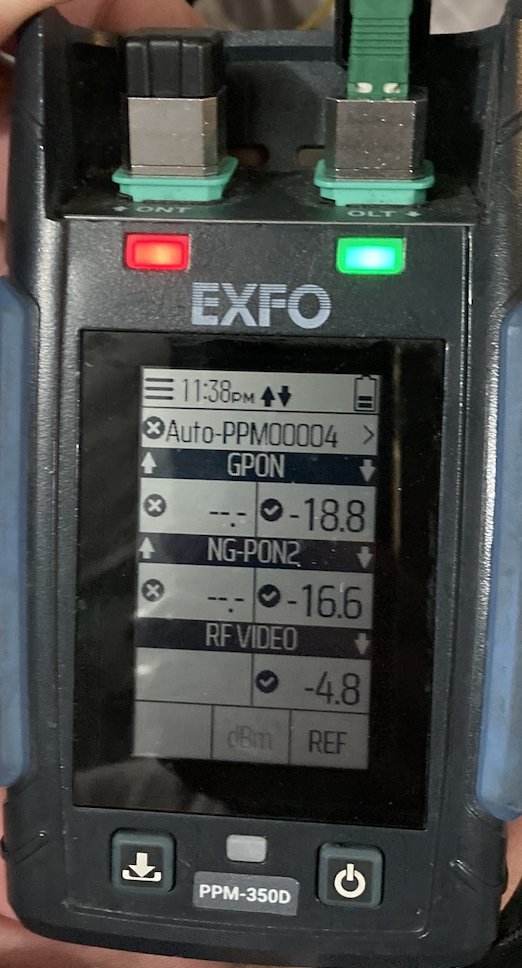 ONT OLT
EXFO
11:38PM
Auto-PPM00004
GPON
--.- -18.8
NG-PON2
--.- -16.6
RF VIDEO
-4.8
dBm REF
PPM-350D